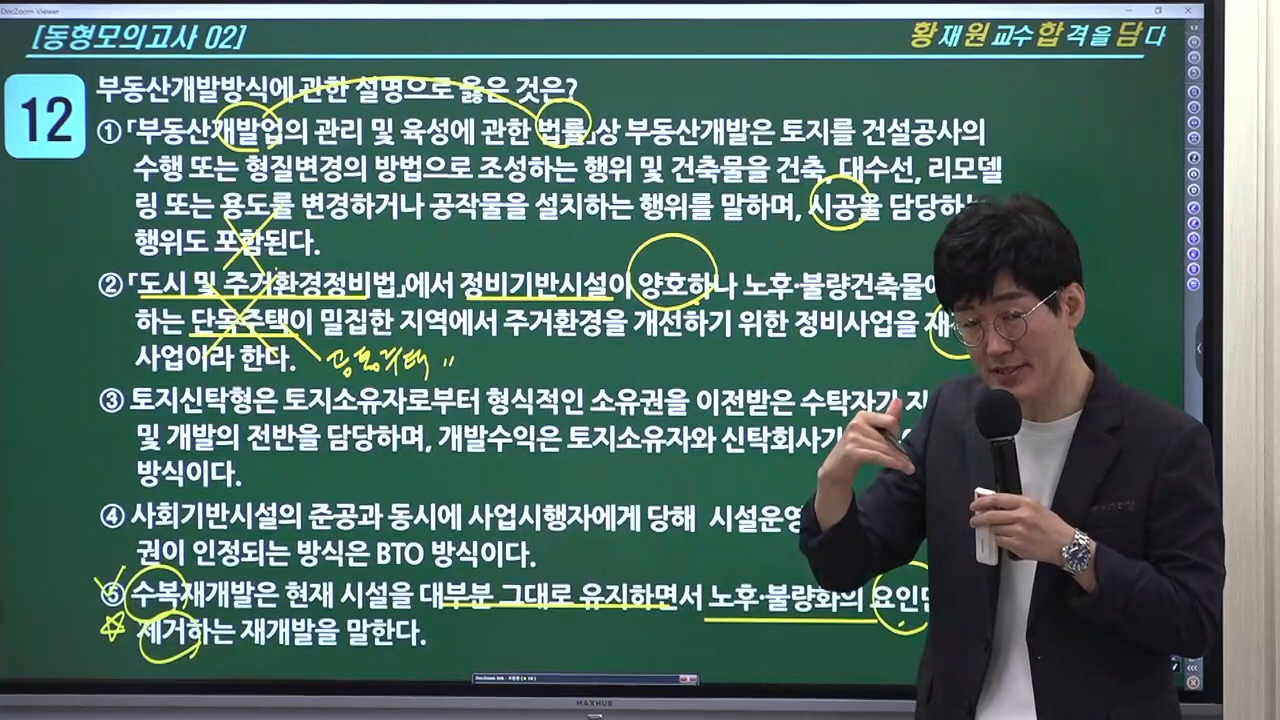 DocZoom Viewer
[동형모의고사 02]
황재원교수합격을담다
12
부동산개발방식에 관한 설명으로 옳은 것은?
①「부동산개발업의 관리 및 육성에 관한 법률」상 부동산개발은 토지를 건설공사의
수행 또는 형질변경의 방법으로 조성하는 행위 및 건축물을 건축, 대수선, 리모델
링 또는 용도를 변경하거나 공작물을 설치하는 행위를 말하며, 시공을
행위도 포함된다.
②「도시 및 주거환경정비법」에서 정비기반시설이 양호하나 노후·불량건축물에
하는 단독주택이 밀집한 지역에서 주거환경을 개선하기 위한 정비사업을
사업이라 한다.
공동주택 "
③ 토지신탁형은 토지소유자로부터 형식적인 소유권을 이전받은 수탁자가
및 개발의 전반을 담당하며, 개발수익은 토지소유자와
방식이다.
④ 사회기반시설의 준공과 동시에 사업시행자에게 당해 시설운영
권이 인정되는 방식은 BTO 방식이다.
⑤ 수복재개발은 현재 시설을 대부분 그대로 유지하면서 노후·불량화의
제거하는 재개발을 말한다.
MAXHUB